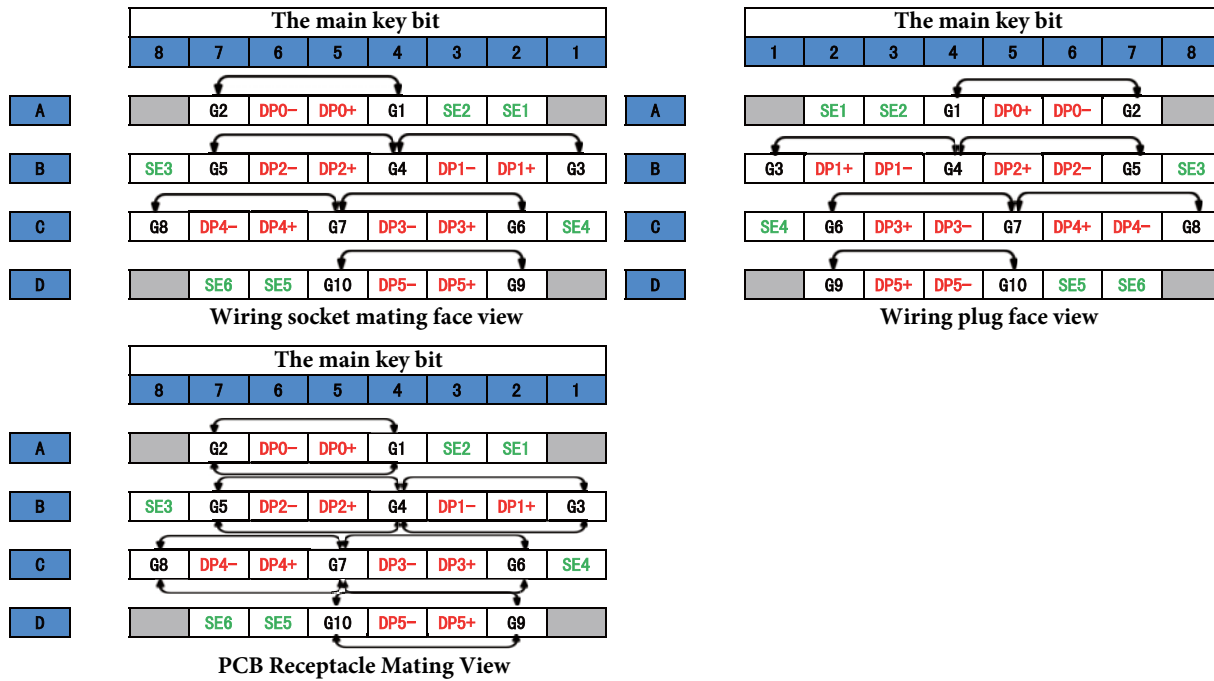 The main key bit
8 7 6 5 4 3 2 1
A G2 DP0- DP0+ G1 SE2 SE1
B SE3 G5 DP2- DP2+ G4 DP1- DP1+ G3
C G8 DP4- DP4+ G7 DP3- DP3+ G6 SE4
D SE6 SE5 G10 DP5- DP5+ G9
Wiring socket mating face view
The main key bit
1 2 3 4 5 6 7 8
A SE1 SE2 G1 DP0+ DP0- G2
B G3 DP1+ DP1- G4 DP2+ DP2- G5 SE3
C SE4 G6 DP3+ DP3- G7 DP4+ DP4- G8
D G9 DP5+ DP5- G10 SE5 SE6
Wiring plug face view
The main key bit
8 7 6 5 4 3 2 1
A G2 DP0- DP0+ G1 SE2 SE1
B SE3 G5 DP2- DP2+ G4 DP1- DP1+ G3
C G8 DP4- DP4+ G7 DP3- DP3+ G6 SE4
D SE6 SE5 G10 DP5- DP5+ G9
PCB Receptacle Mating View